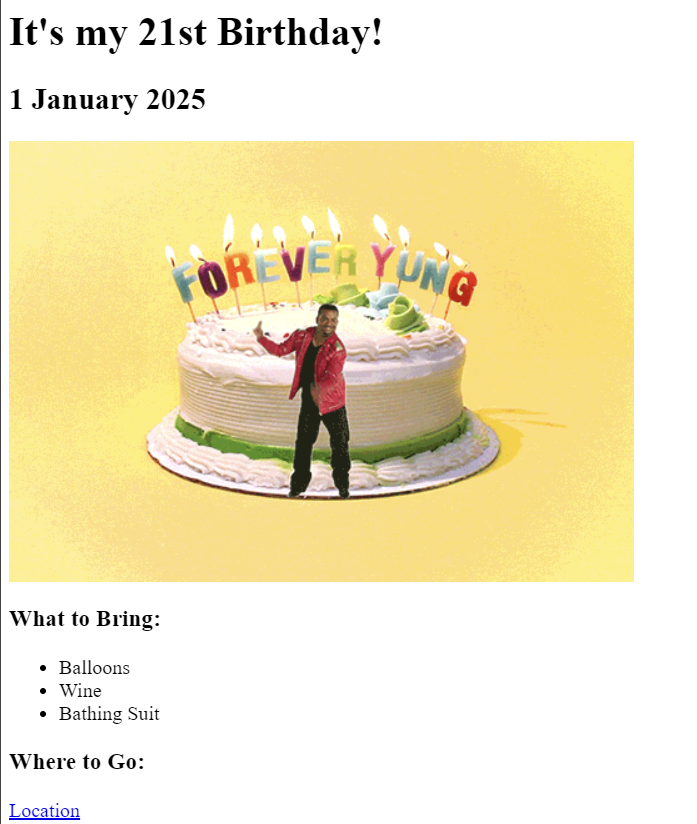 It's my 21st Birthday!
1 January 2025
FOREVER YUNG
What to Bring:
Balloons
Wine
Bathing Suit
Where to Go:
Location